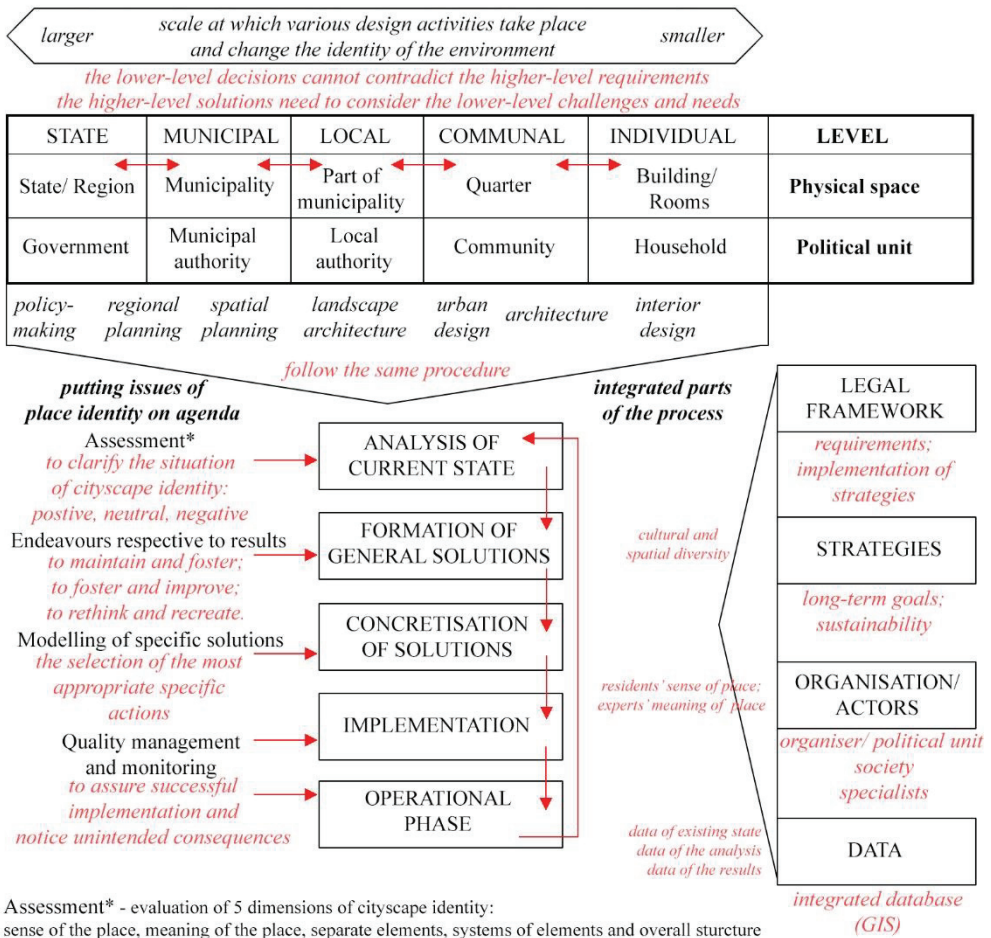 larger
scale at which various design activities take place
and change the identity of the environment
smaller
the lower-level decisions cannot contradict the higher-level requirements
the higher-level solutions need to consider the lower-level challenges and needs
STATE MUNICIPAL LOCAL COMMUNAL INDIVIDUAL LEVEL
State/ Region Municipality Part of municipality Quarter Building/ Rooms Physical space
Government Municipal authority Local authority Community Household Political unit
policy-making
regional planning
spatial planning
landscape architecture
urban design
architecture
interior design
follow the same procedure
putting issues of
place identity on agenda
Assessment*
to clarify the situation
of cityscape identity:
postive, neutral, negative
Endeavours respective to results
to maintain and foster;
to foster and improve;
to rethink and recreate.
Modelling of specific solutions
the selection of the most
appropriate specific
actions
Quality management
and monitoring
to assure successful
implementation and
notice unintended consequences
ANALYSIS OF
CURRENT STATE
FORMATION OF
GENERAL SOLUTIONS
CONCRETISATION
OF SOLUTIONS
IMPLEMENTATION
OPERATIONAL
PHASE
integrated parts
of the process
cultural and
spatial diversity
residents' sense of place;
experts' meaning of place
data of existing state
data of the analysis
data of the results
LEGAL
FRAMEWORK
requirements;
implementation of
strategies
STRATEGIES
long-term goals;
sustainability
ORGANISATION/
ACTORS
organiser/ political unit
society
specialists
DATA
integrated database
(GIS)
Assessment* - evaluation of 5 dimensions of cityscape identity:
sense of the place, meaning of the place, separate elements, systems of elements and overall sturcture